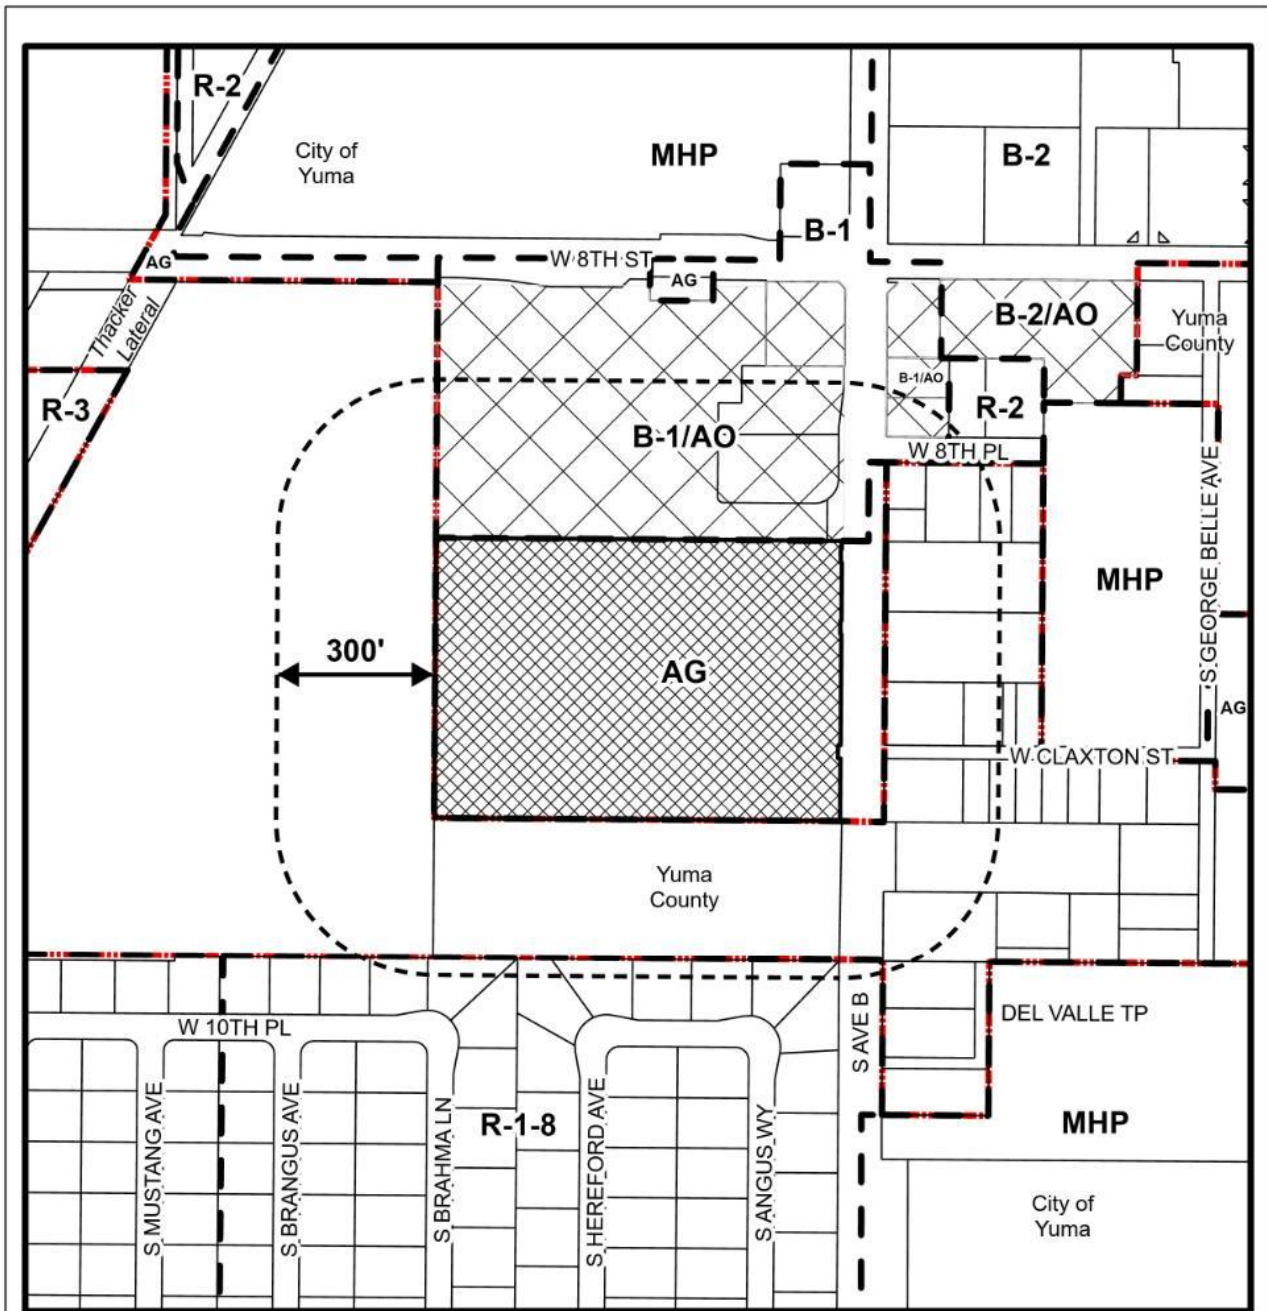 R-2
City of
Yuma
MHP
B-2
B-1
W 8TH ST
AG
AG
Thacker
Lateral
B-2/AO
Yuma
County
B-1/AO
R-3
R-2
B-1/AO
W 8TH PL
S GEORGE BELLE AVE
MHP
300'
AG
AG
W CLAXTON ST
Yuma
County
S AVE B
DEL VALLE TP
W 10TH PL
S MUSTANG AVE
S BRANGUS AVE
S BRAHMA LN
R-1-8
S HEREFORD AVE
S ANGUS WY
MHP
City of
Yuma